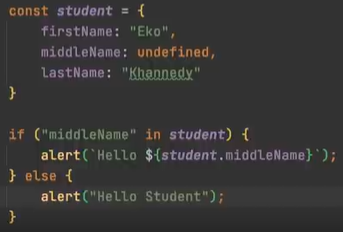 const student = {
    firstName: "Eko",
    middleName: undefined,
    lastName: "Khannedy"
}

if ("middleName" in student) {
    alert(`Hello ${student.middleName}`);
} else {
    alert("Hello Student");
}